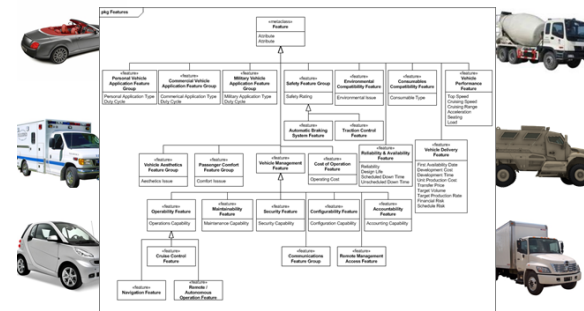 pkg Features
«metaclass»
Feature
Attribute
Attribute
«feature»
Personal Vehicle
Application Feature
Group
Personal Application Type
Duty Cycle
«feature»
Commercial Vehicle
Application Feature
Group
Commercial Application Type
Duty Cycle
«feature»
Military Vehicle
Application Feature
Group
Military Application Type
Duty Cycle
«feature»
Safety Feature Group
Safety Rating
«feature»
Environmental
Compatibility Feature
Environmental Issue
«feature»
Consumables
Compatibility Feature
Consumable Type
«feature»
Vehicle
Performance
Feature
Top Speed
Cruising Speed
Cruising Range
Acceleration
Seating
Load
«feature»
Automatic Braking
System Feature
«feature»
Traction Control
Feature
«feature»
Vehicle Aesthetics
Feature Group
Aesthetics Issue
«feature»
Passenger Comfort
Feature Group
Comfort Issue
«feature»
Vehicle Management
Feature
«feature»
Cost of Operation
Feature
Operating Cost
«feature»
Reliability & Availability
Feature
Reliability
Design Life
Scheduled Down Time
Unscheduled Down Time
«feature»
Vehicle Delivery
Feature
First Availability Date
Development Cost
Development Time
Unit Production Cost
Transfer Price
Target Volume
Target Production Rate
Financial Risk
Schedule Risk
«feature»
Operability Feature
Operations Capability
«feature»
Maintainability
Feature
Maintenance Capability
«feature»
Security Feature
Security Capability
«feature»
Configurability Feature
Configuration Capability
«feature»
Accountability
Feature
Accounting Capability
«feature»
Cruise Control
Feature
«feature»
Communications
Feature Group
«feature»
Remote Management
Access Feature
«feature»
Navigation Feature
«feature»
Remote /
Autonomous
Operation Feature